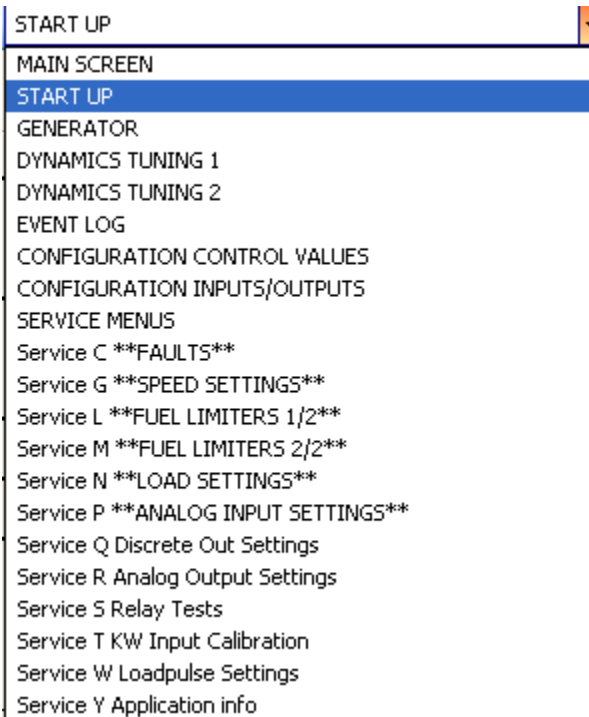 START UP
MAIN SCREEN
START UP
GENERATOR
DYNAMICS TUNING 1
DYNAMICS TUNING 2
EVENT LOG
CONFIGURATION CONTROL VALUES
CONFIGURATION INPUTS/OUTPUTS
SERVICE MENUS
Service C **FAULTS**
Service G **SPEED SETTINGS**
Service L **FUEL LIMITERS 1/2**
Service M **FUEL LIMITERS 2/2**
Service N **LOAD SETTINGS**
Service P **ANALOG INPUT SETTINGS**
Service Q Discrete Out Settings
Service R Analog Output Settings
Service S Relay Tests
Service T KW Input Calibration
Service W Loadpulse Settings
Service Y Application info